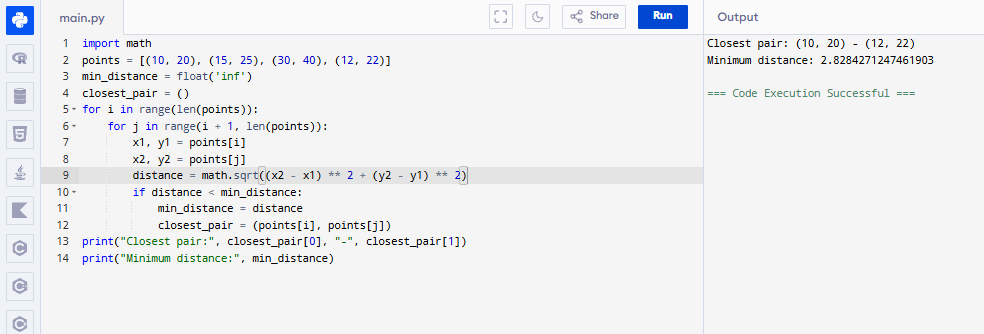 main.py
Share
Run
Output
1 import math
2 points = [(10, 20), (15, 25), (30, 40), (12, 22)]
3 min_distance = float('inf')
4 closest_pair = ()
5 for i in range(len(points)):
6     for j in range(i + 1, len(points)):
7         x1, y1 = points[i]
8         x2, y2 = points[j]
9         distance = math.sqrt((x2 - x1) ** 2 + (y2 - y1) ** 2)
10         if distance < min_distance:
11             min_distance = distance
12             closest_pair = (points[i], points[j])
13 print("Closest pair:", closest_pair[0], "-", closest_pair[1])
14 print("Minimum distance:", min_distance)
Closest pair: (10, 20) - (12, 22)
Minimum distance: 2.8284271247461903
=== Code Execution Successful ===